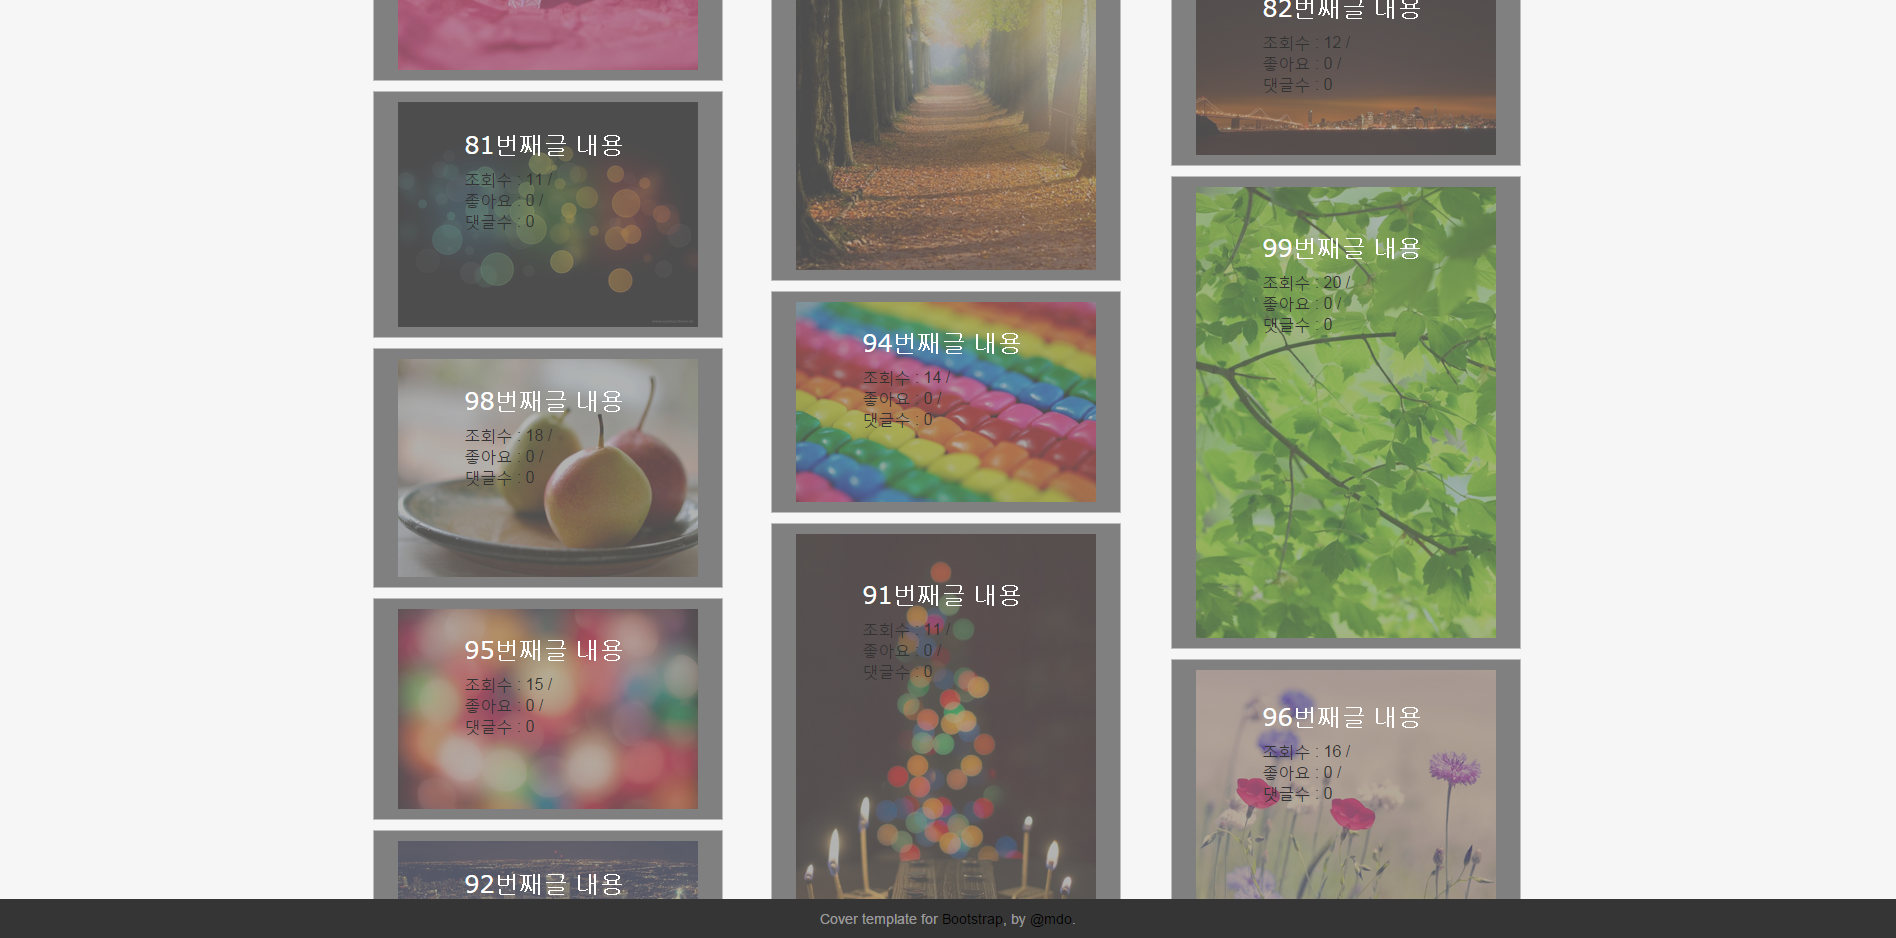 81번째글 내용
조회수 : 11 /
좋아요 : 0 /
댓글수 : 0
98번째글 내용
조회수 : 18 /
좋아요 : 0 /
댓글수 : 0
95번째글 내용
조회수 : 15 /
좋아요 : 0 /
댓글수 : 0
92번째글 내용
94번째글 내용
조회수 : 14 /
좋아요 : 0 /
댓글수 : 0
91번째글 내용
조회수 : 11 /
좋아요 : 0 /
댓글수 : 0
82번째글 내용
조회수 : 12 /
좋아요 : 0 /
댓글수 : 0
99번째글 내용
조회수 : 20 /
좋아요 : 0 /
댓글수 : 0
96번째글 내용
조회수 : 16 /
좋아요 : 0 /
댓글수 : 0
Cover template for Bootstrap, by @mdo.